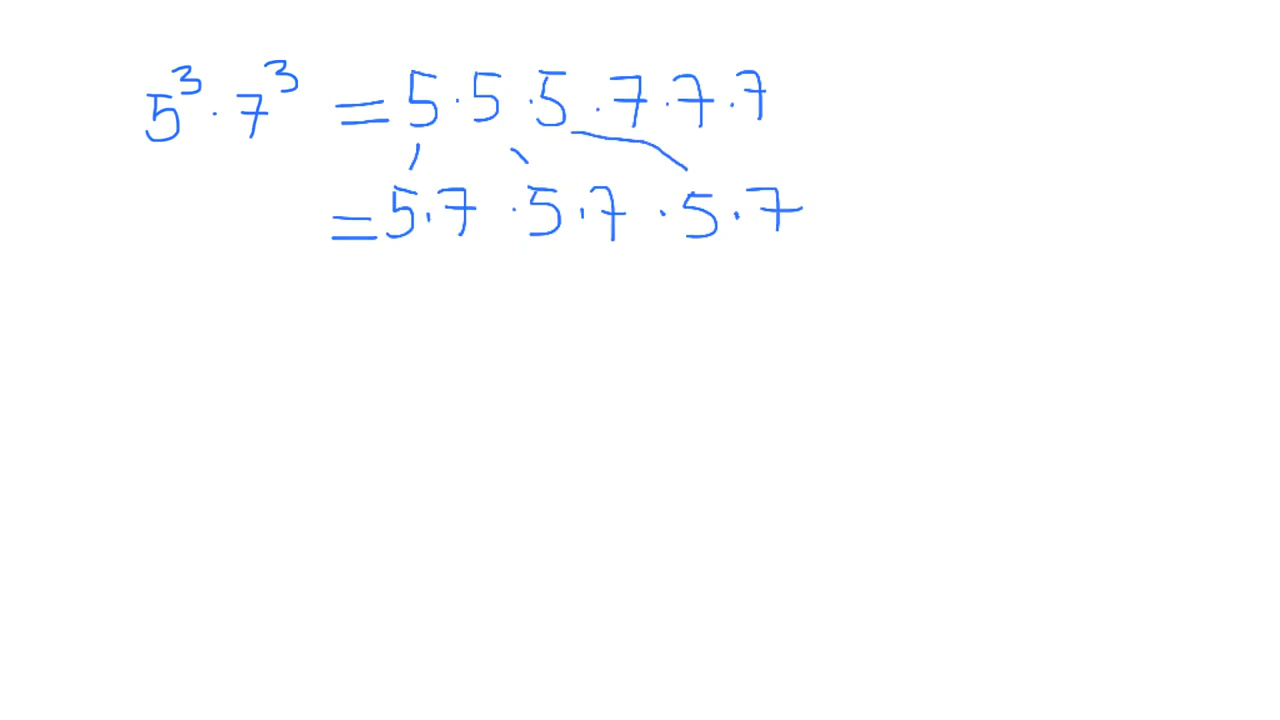 5³ · 7³ = 5 · 5 · 5 · 7 · 7 · 7
= 5 · 7 · 5 · 7 · 5 · 7